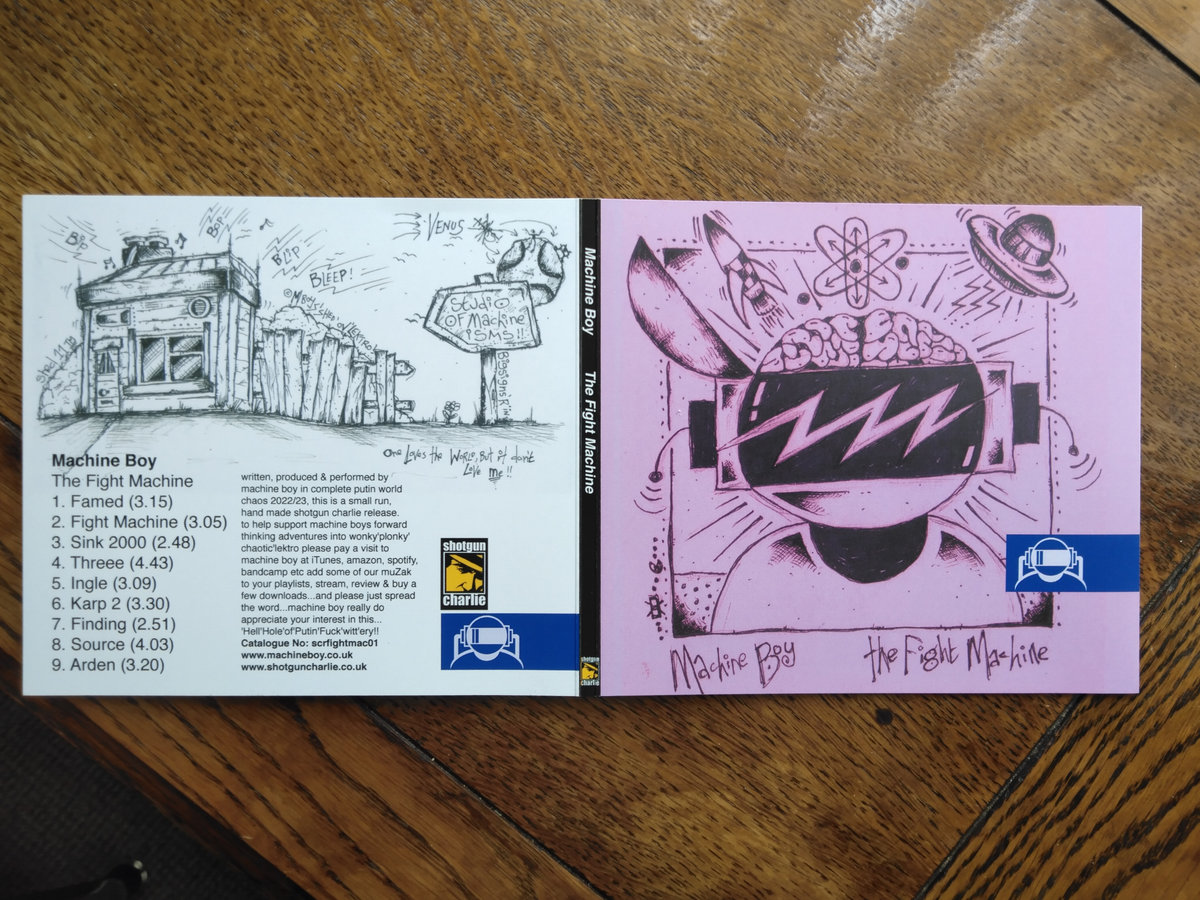 Bip
Bop!
Blip
Bleep!
Venus
Studio
of Machine
isms!!
One Loves the World, But it don't
Love me!!
Machine Boy
The Fight Machine
1. Famed (3.15)
2. Fight Machine (3.05)
3. Sink 2000 (2.48)
4. Threee (4.43)
5. Ingle (3.09)
6. Karp 2 (3.30)
7. Finding (2.51)
8. Source (4.03)
9. Arden (3.20)
written, produced & performed by
machine boy in complete putin world
chaos 2022/23, this is a small run,
hand made shotgun charlie release.
to help support machine boys forward
thinking adventures into wonky'plonky'
chaotic'lektro please pay a visit to
machine boy at iTunes, amazon, spotify,
bandcamp etc add some of our muZak
to your playlists, stream, review & buy a
few downloads...and please just spread
the word...machine boy really do
appreciate your interest in this...
'Hell'Hole'of'Putin'Fuck'witt'ery!!
Catalogue No: scrfightmac01
www.machineboy.co.uk
www.shotguncharlie.co.uk
shotgun
charlie
Machine Boy The Fight Machine
shotgun
charlie
Machine Boy the Fight Machine